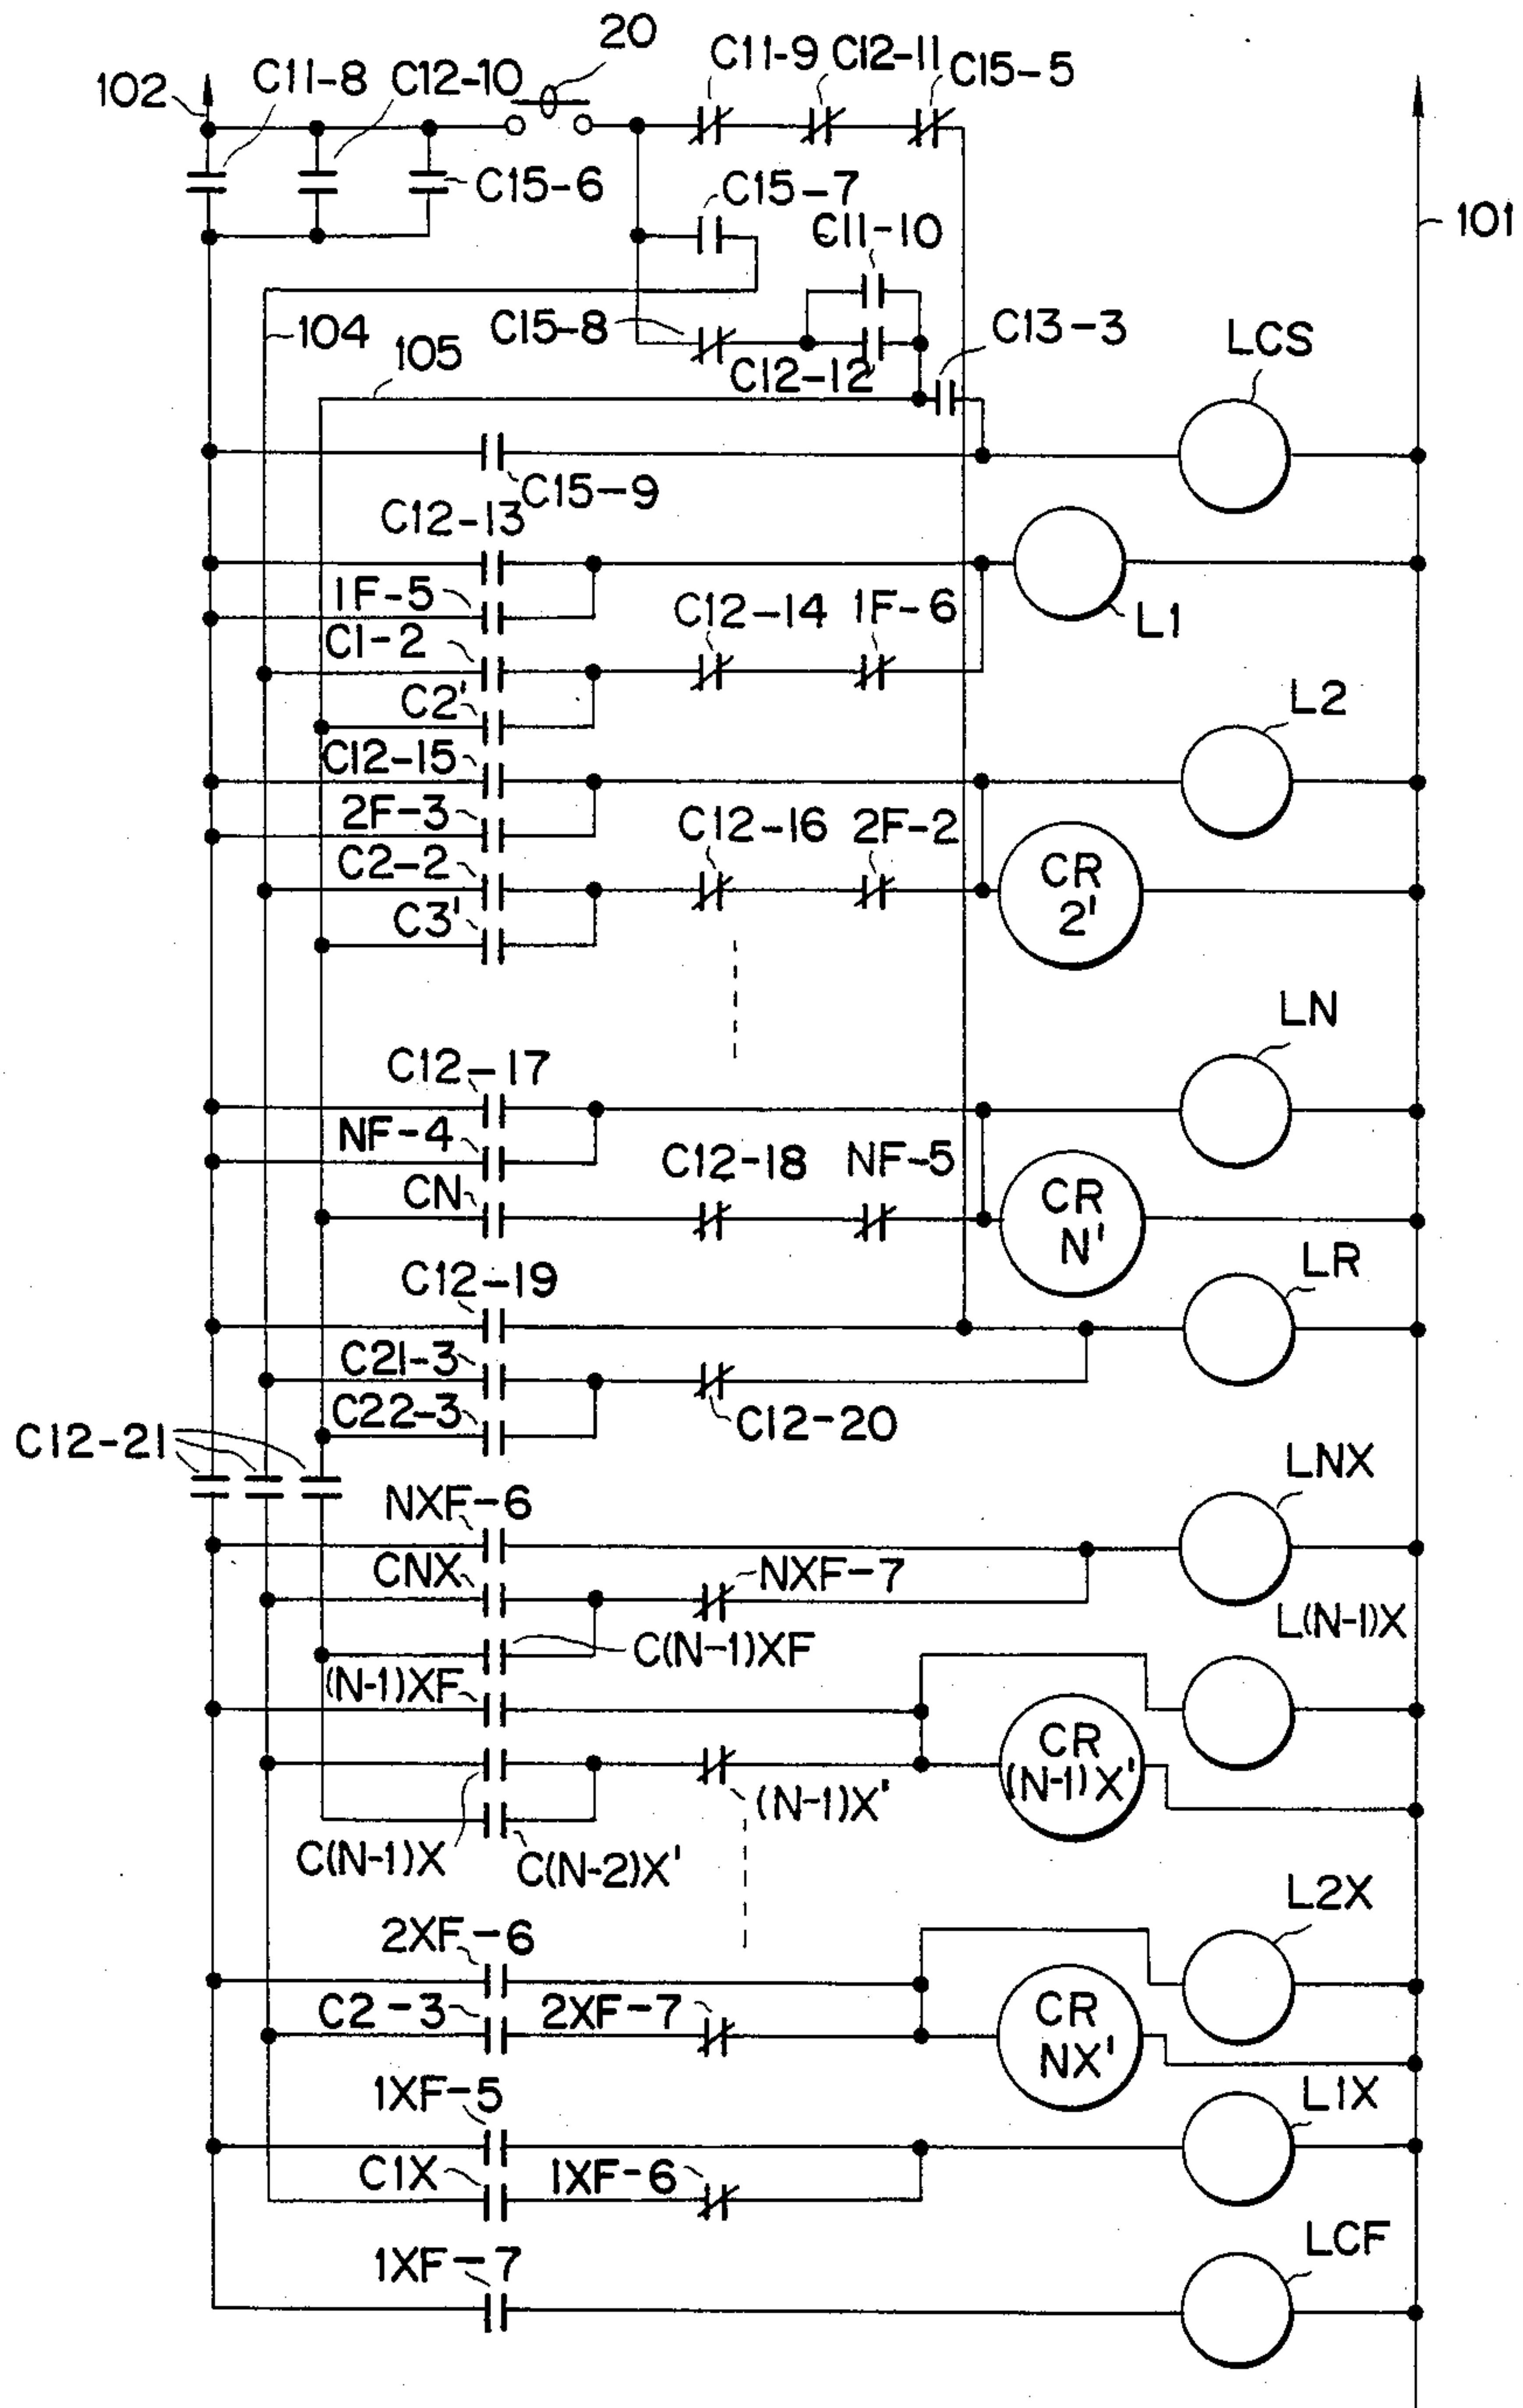 20
102
C11-8
C12-10
C11-9
C12-11
C15-5
C15-6
C15-7
C11-10
101
104
C15-8
C13-3
105
C12-12
LCS
C15-9
C12-13
1F-5
C12-14
1F-6
L1
C1-2
C2'
L2
C12-15
2F-3
C12-16
2F-2
C2-2
CR
2'
C3'
LN
C12-17
NF-4
C12-18
NF-5
CN
CR
N'
C12-19
LR
C21-3
C22-3
C12-20
C12-21
LNX
NXF-6
CNX
NXF-7
L(N-1)X
C(N-1)XF
(N-1)XF
CR
(N-1)X'
(N-1)X'
C(N-1)X
C(N-2)X'
L2X
2XF-6
C2-3
2XF-7
CR
NX'
1XF-5
L1X
C1X
1XF-6
LCF
1XF-7